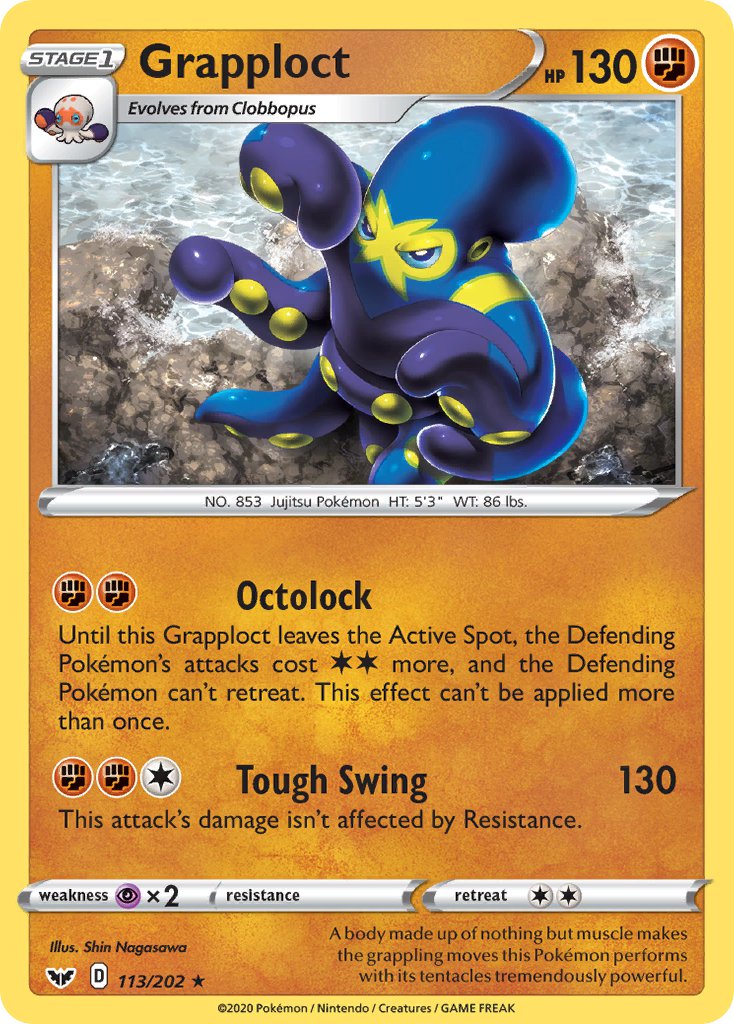 STAGE1
Grapploct
HP 130
Evolves from Clobbopus
NO. 853 Jujitsu Pokémon HT: 5'3" WT: 86 lbs.
Octolock
Until this Grapploct leaves the Active Spot, the Defending
Pokémon's attacks cost more, and the Defending
Pokémon can't retreat. This effect can't be applied more
than once.
Tough Swing 130
This attack's damage isn't affected by Resistance.
weakness ×2 resistance retreat
Illus. Shin Nagasawa
D 113/202 ★
A body made up of nothing but muscle makes
the grappling moves this Pokémon performs
with its tentacles tremendously powerful.
©2020 Pokémon / Nintendo / Creatures / GAME FREAK